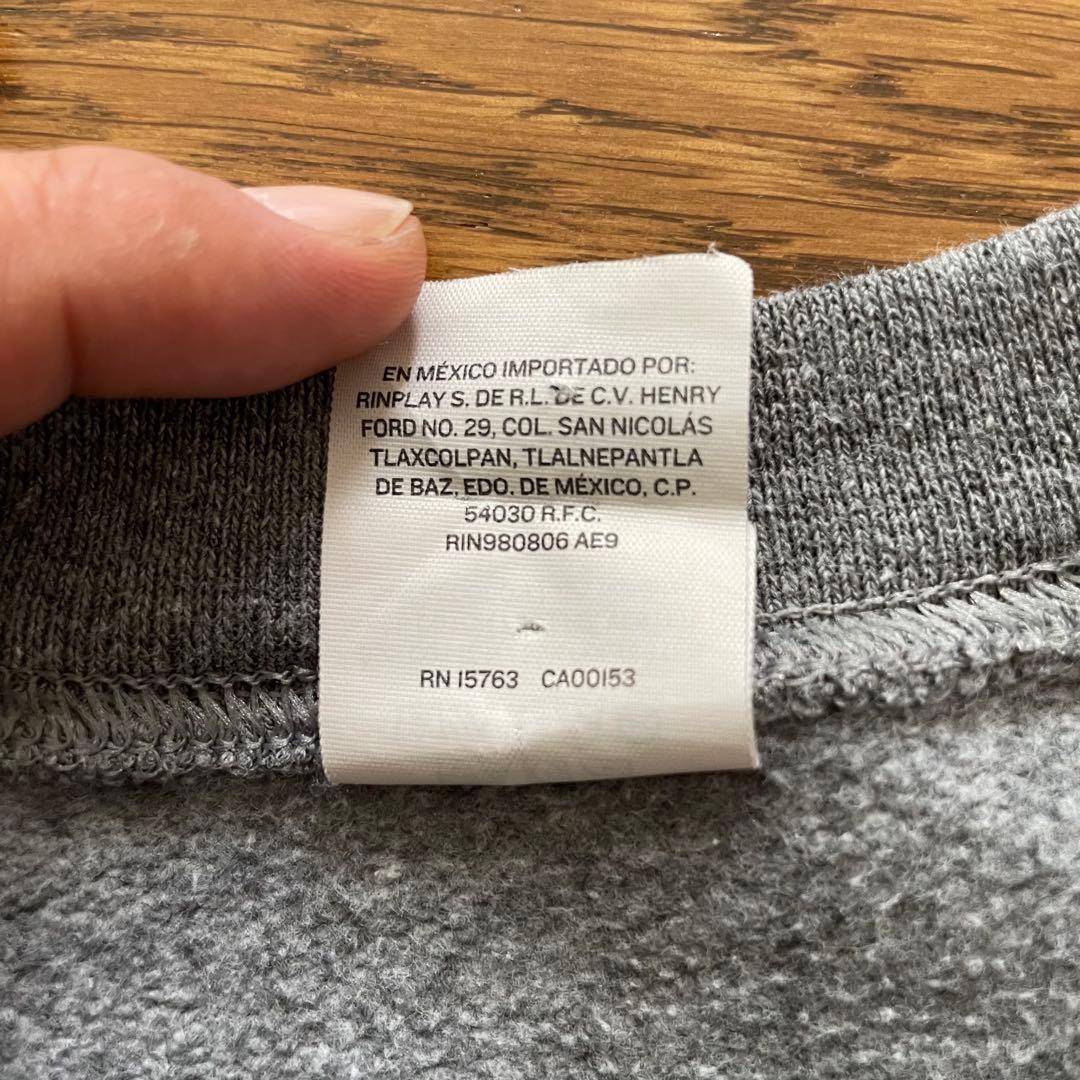 EN MÉXICO IMPORTADO POR:
RINPLAY S. DE R.L. DE C.V. HENRY
FORD NO. 29, COL. SAN NICOLÁS
TLAXCOLPAN, TLALNEPANTLA
DE BAZ, EDO. DE MÉXICO, C.P.
54030 R.F.C.
RIN980806 AE9
RN 15763 CA00153